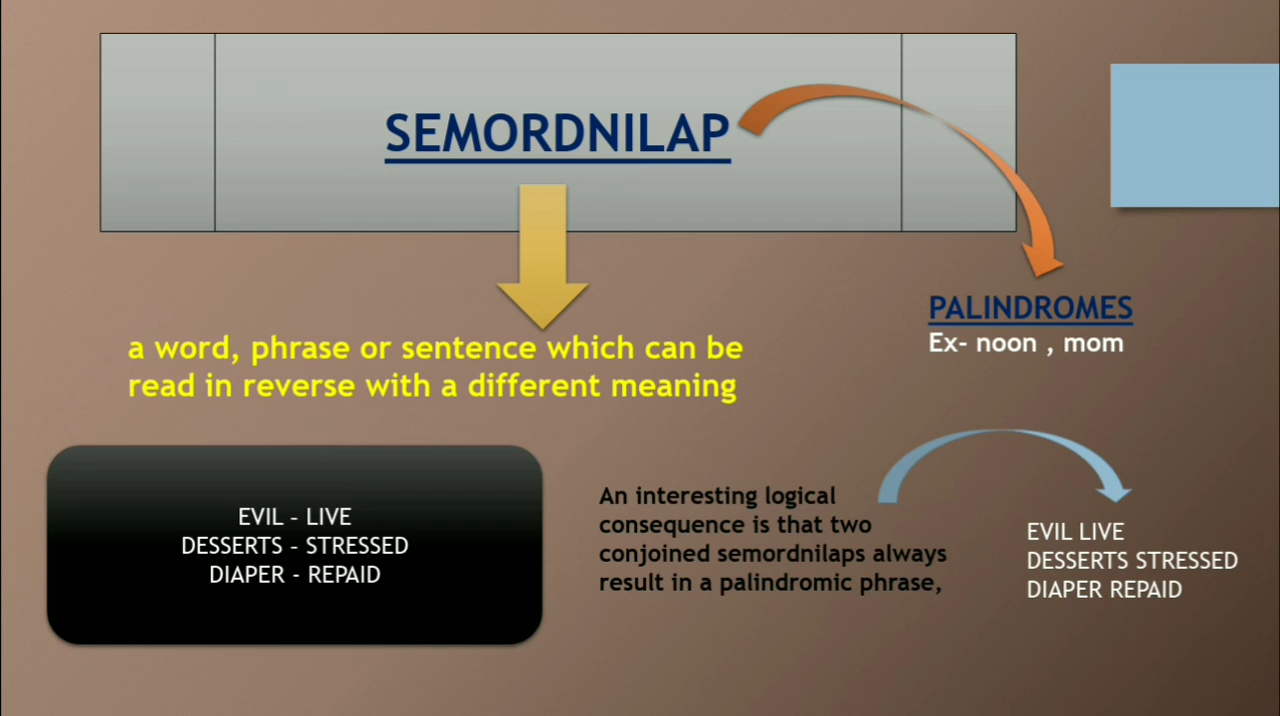 SEMORDNILAP
a word, phrase or sentence which can be
read in reverse with a different meaning
PALINDROMES
Ex- noon , mom
EVIL – LIVE
DESSERTS – STRESSED
DIAPER - REPAID
An interesting logical
consequence is that two
conjoined semordnilaps always
result in a palindromic phrase,
EVIL LIVE
DESSERTS STRESSED
DIAPER REPAID